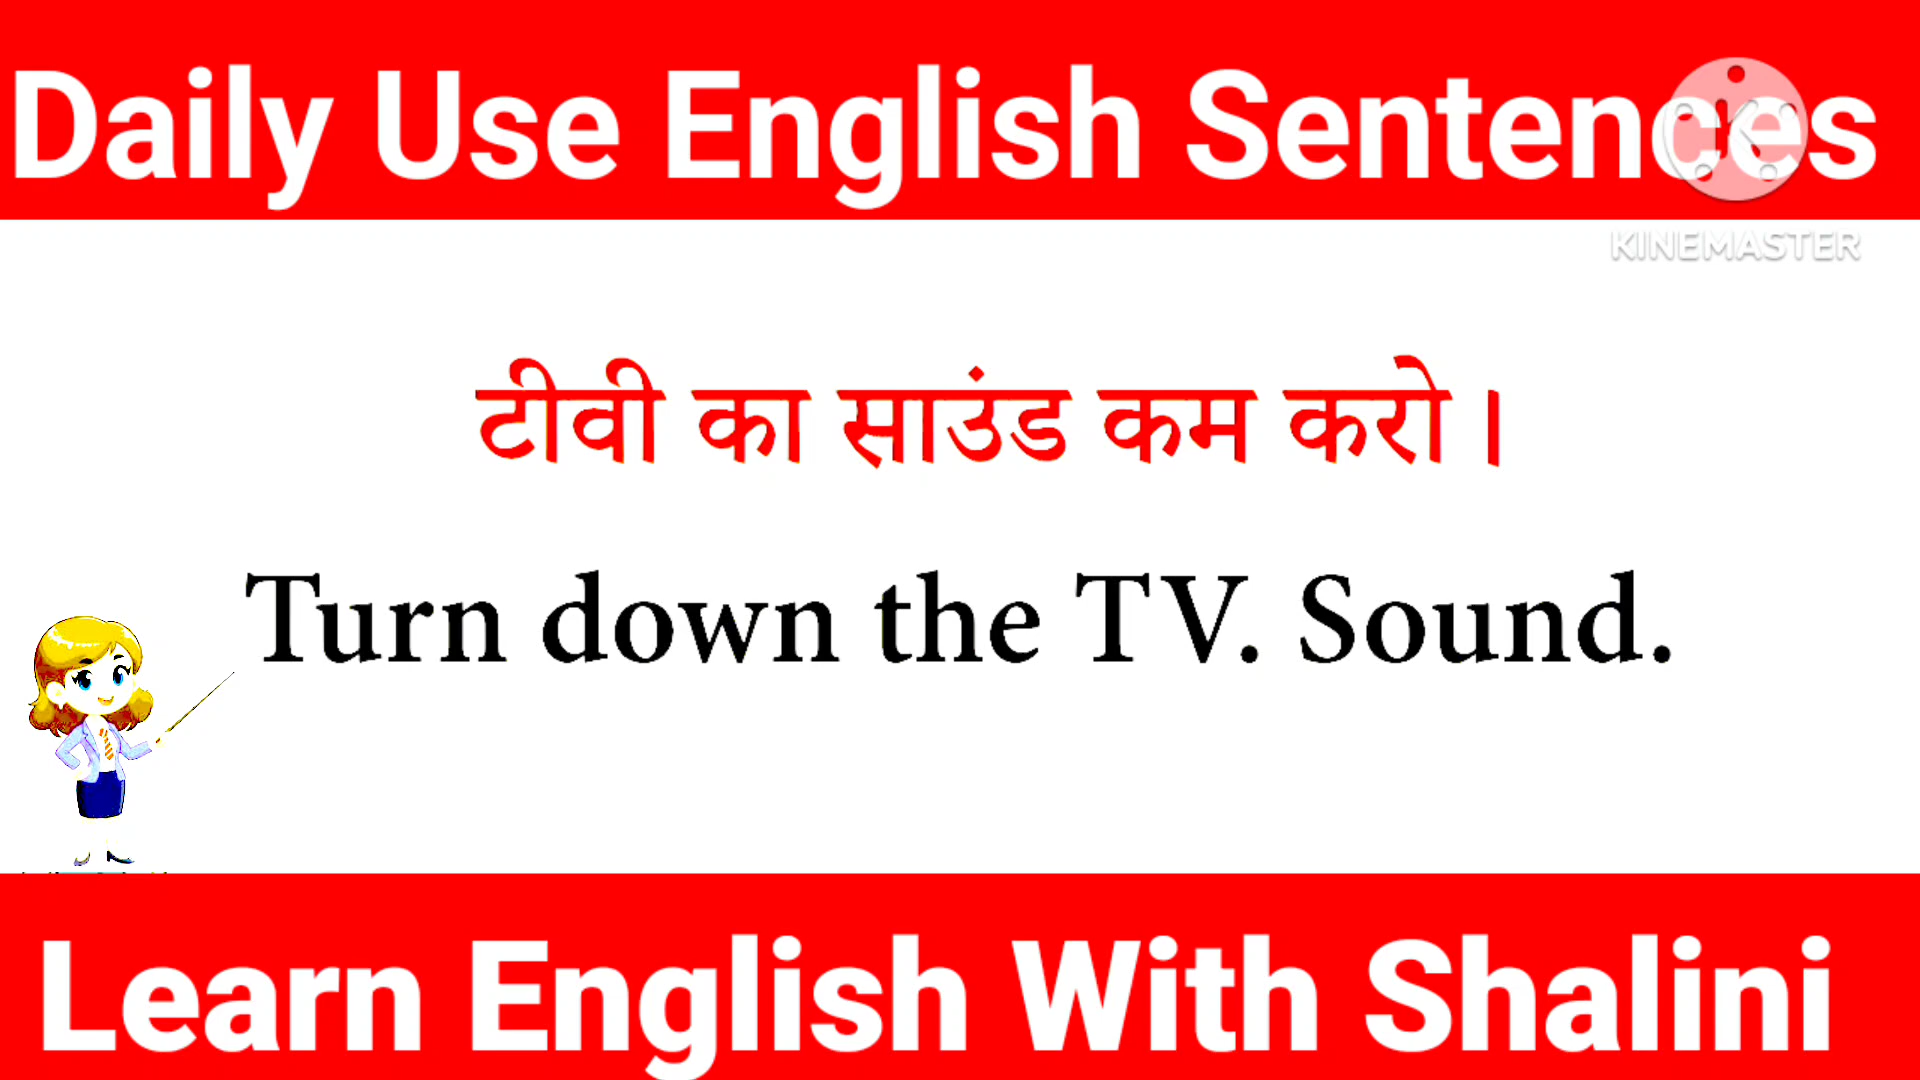 Daily Use English Sentences
KINEMASTER
टीवी का साउंड कम करो ।
Turn down the TV. Sound.
Learn English With Shalini